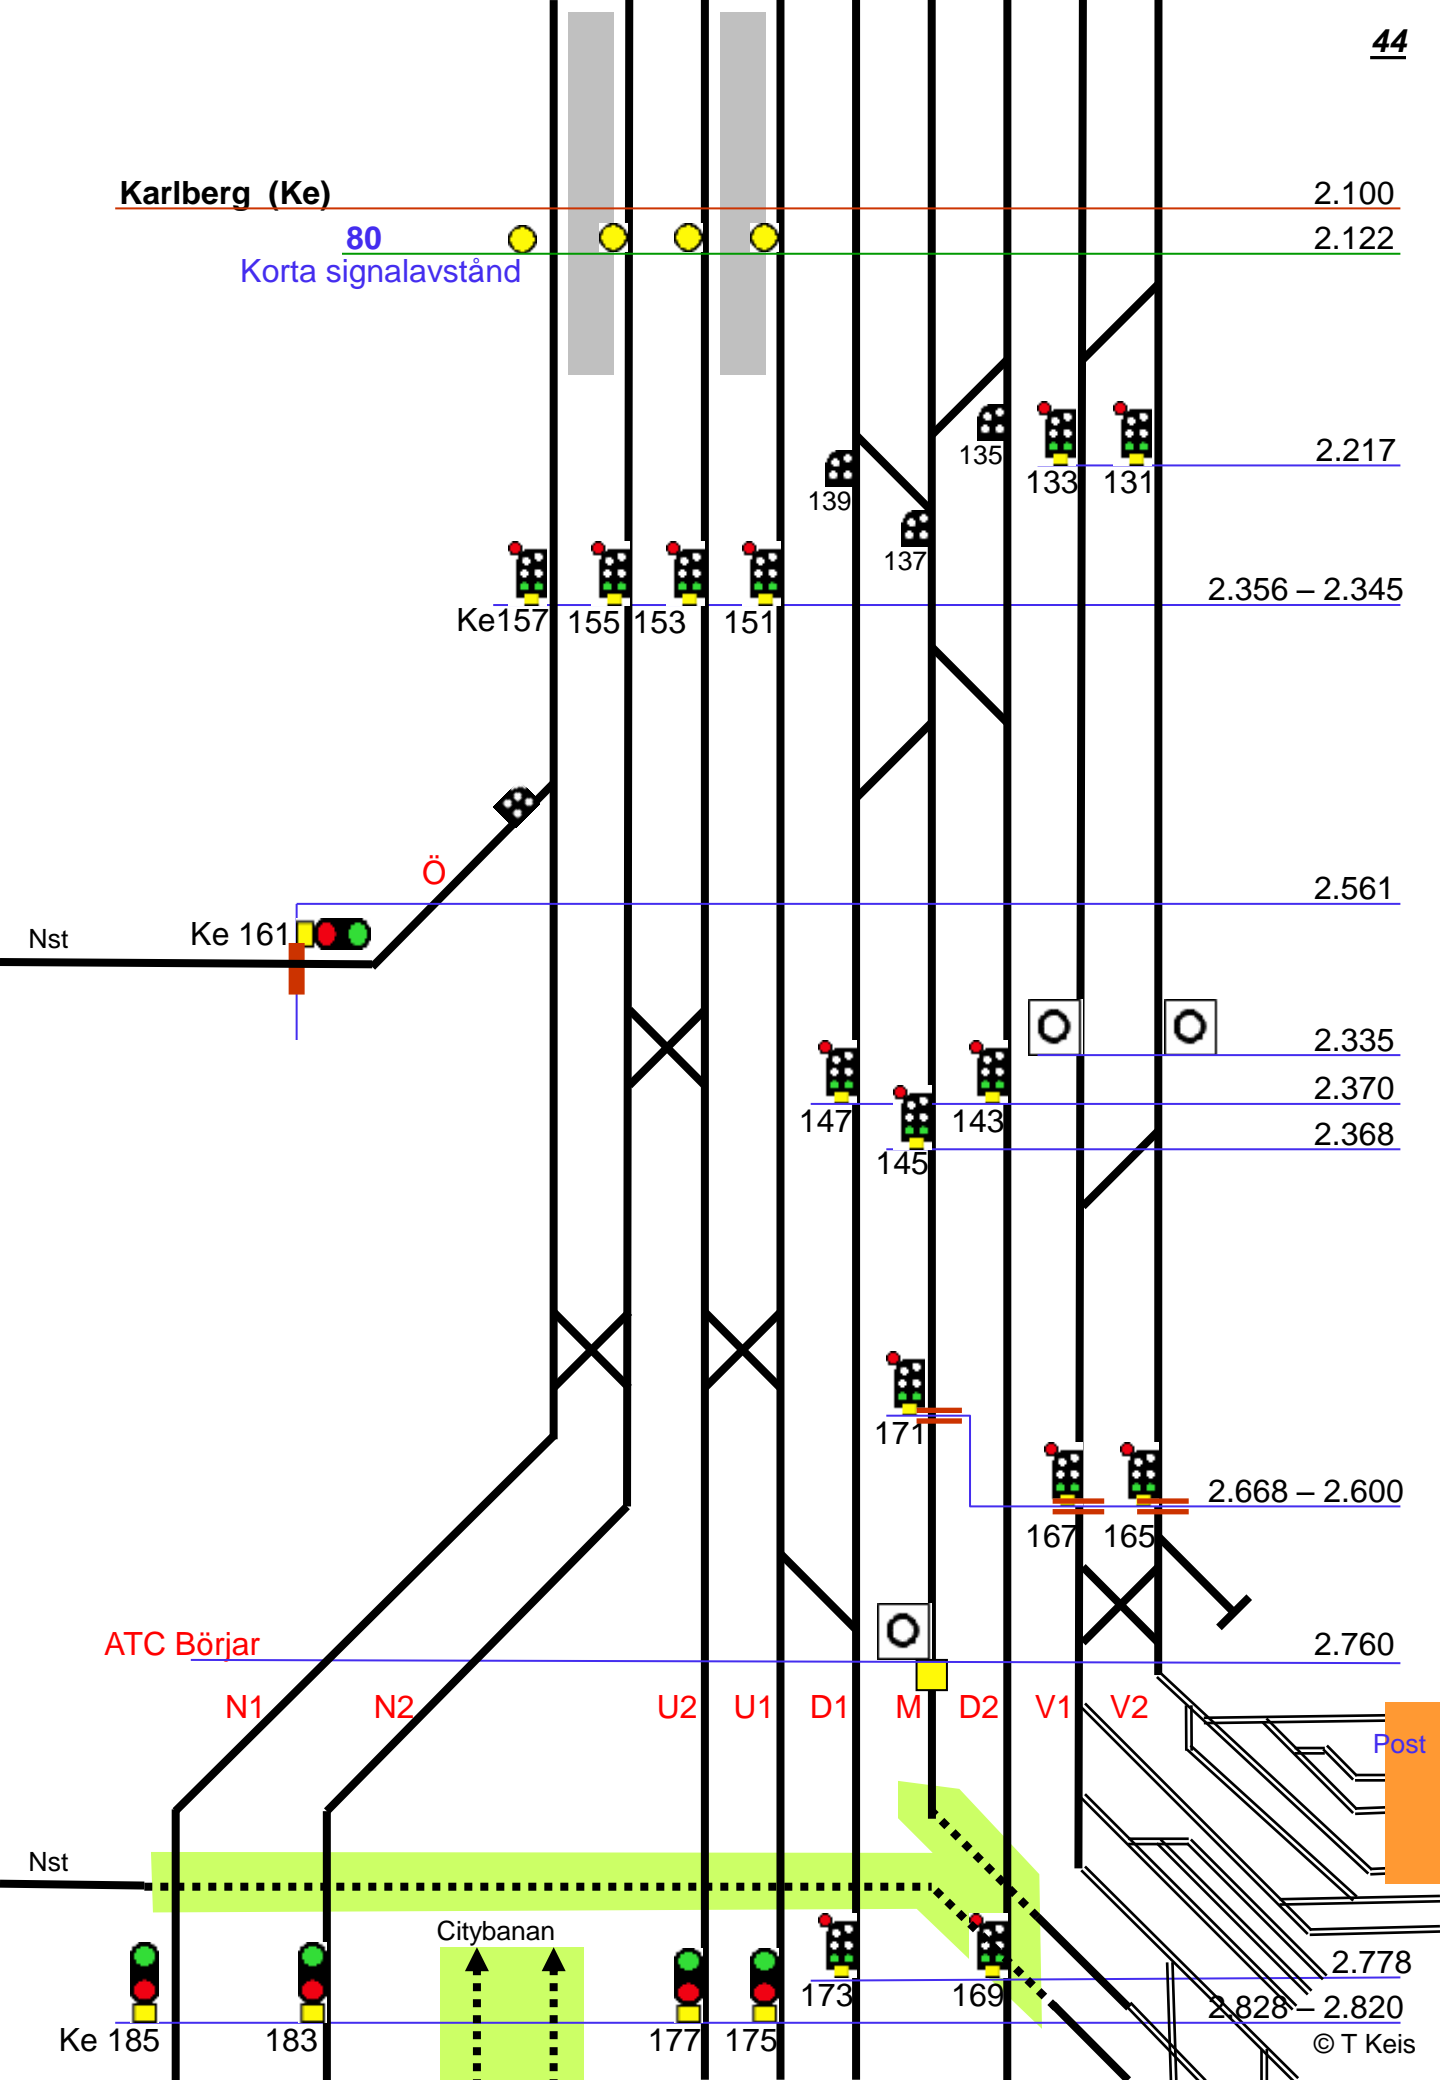 44
Karlberg (Ke) 2.100
80 2.122
Korta signalavstånd
135
133 131 2.217
139
137
2.356 – 2.345
Ke157 155 153 151
Ö
2.561
Nst Ke 161
2.335
2.370
147 143
2.368
145
171
2.668 – 2.600
167 165
ATC Börjar 2.760
N1 N2 U2 U1 D1 M D2 V1 V2
Post
Nst
Citybanan
2.778
173 169
2.828 – 2.820
Ke 185 183 177 175
© T Keis